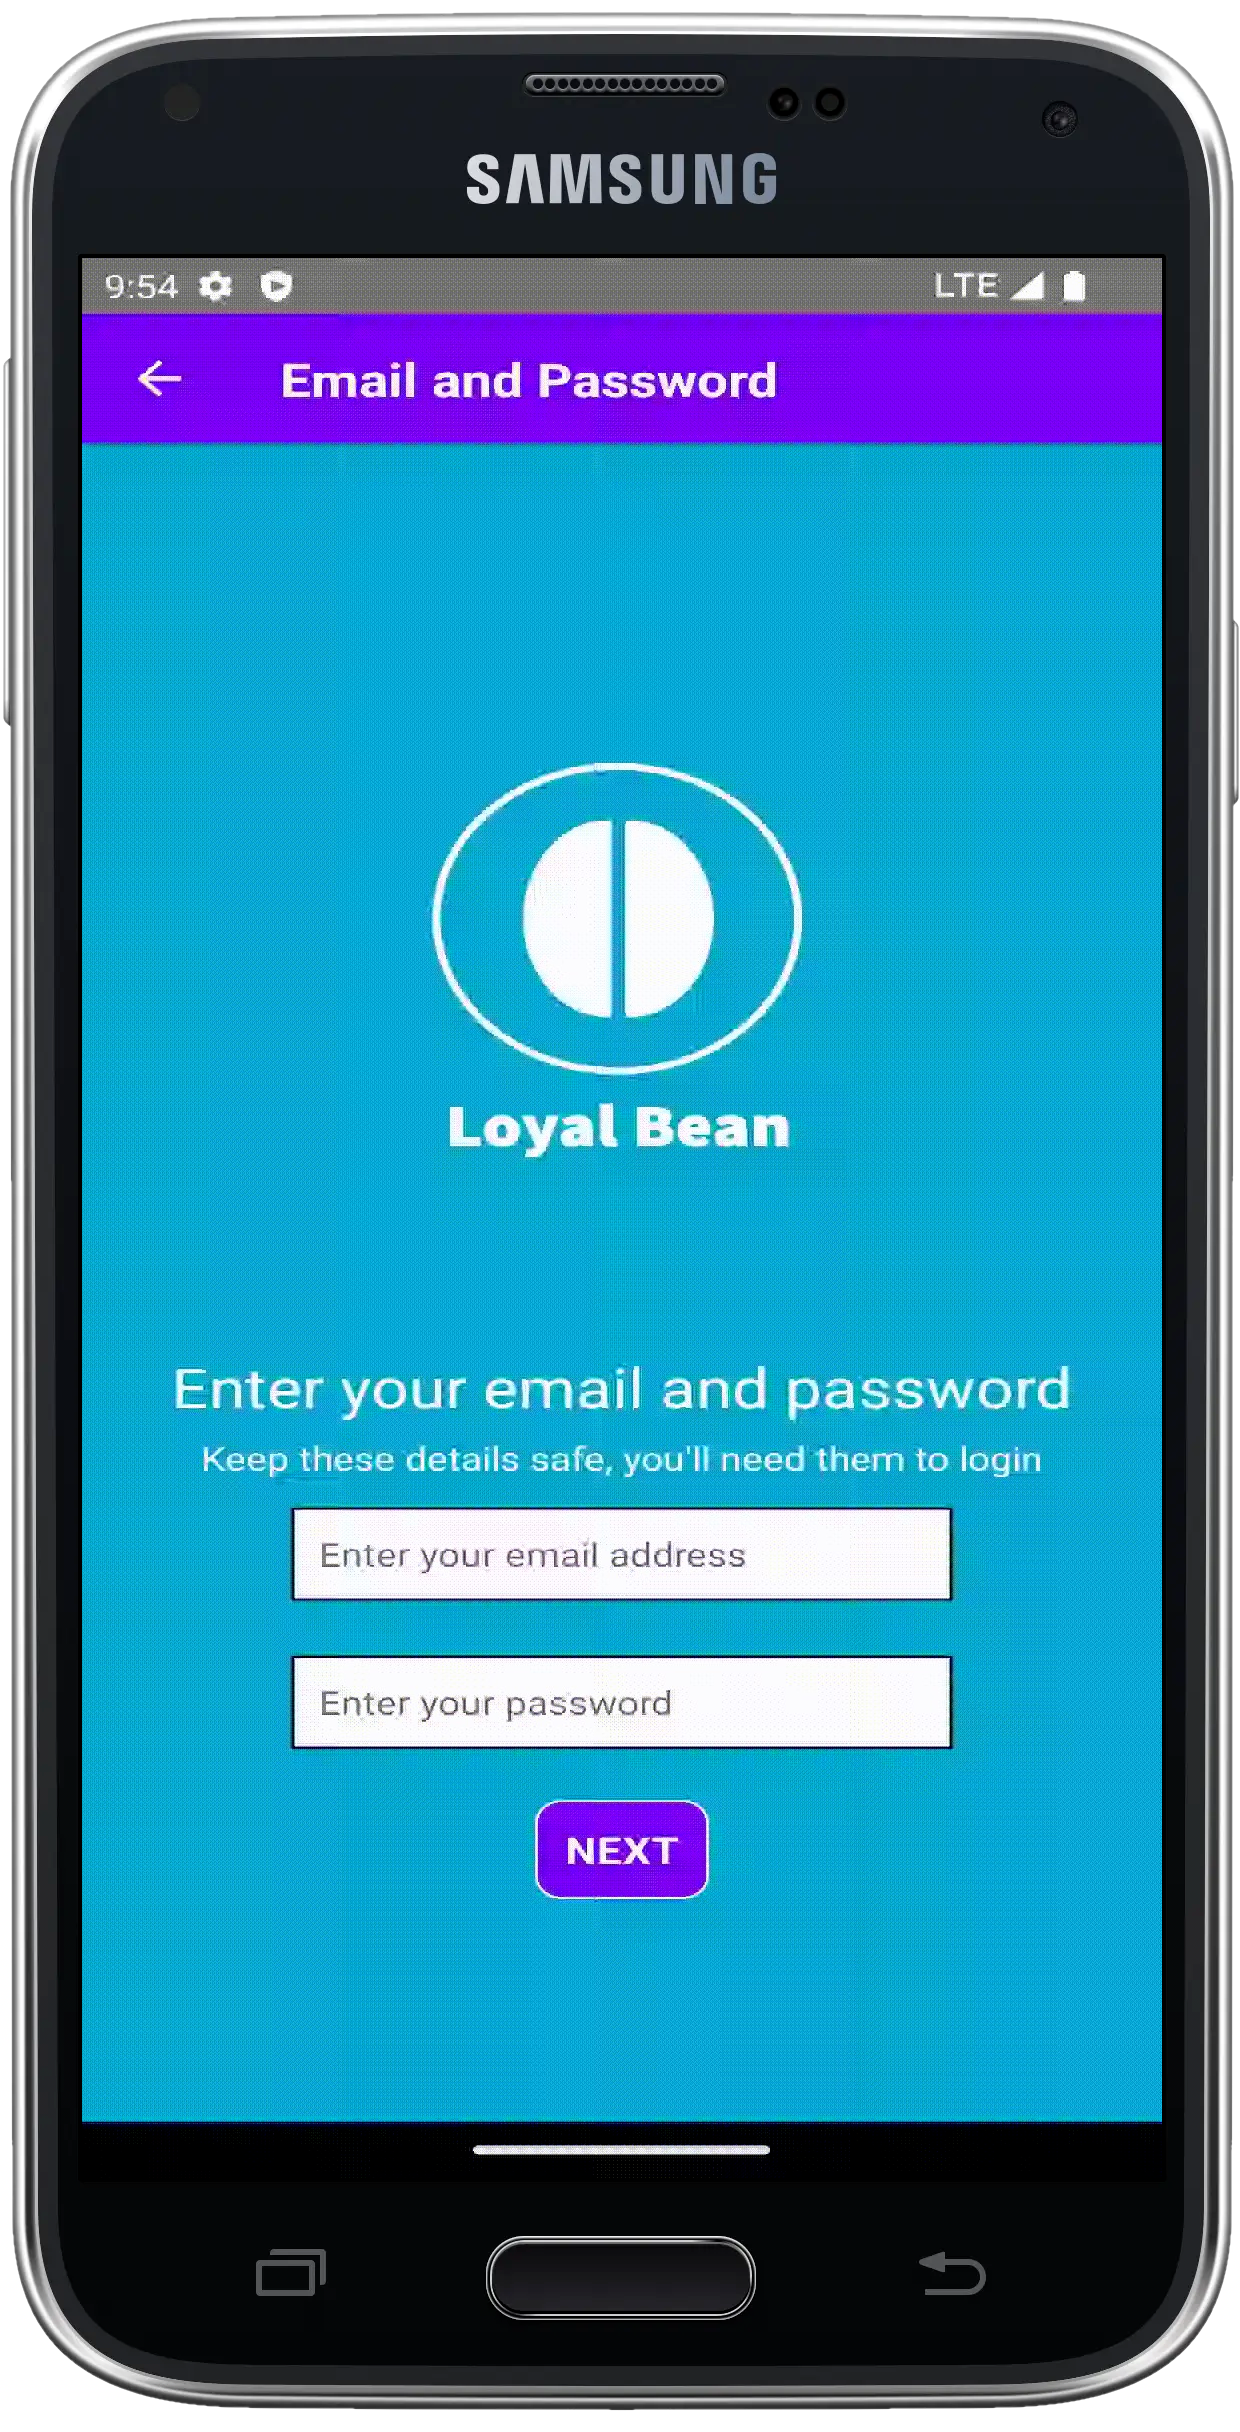 SAMSUNG
9:54 LTE
Email and Password
Loyal Bean
Enter your email and password
Keep these details safe, you'll need them to login
Enter your email address
Enter your password
NEXT